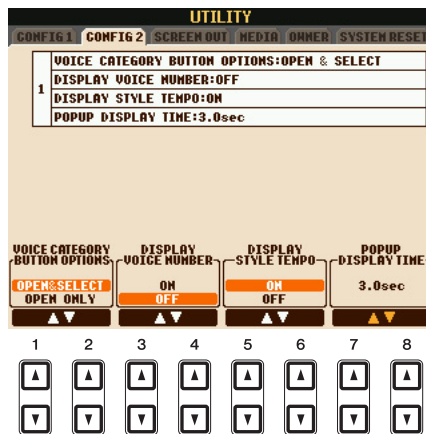 UTILITY
CONFIG 1 CONFIG 2 SCREEN OUT MEDIA OWNER SYSTEM RESET
1
VOICE CATEGORY BUTTON OPTIONS:OPEN & SELECT
DISPLAY VOICE NUMBER:OFF
DISPLAY STYLE TEMPO:ON
POPUP DISPLAY TIME:3.0sec
VOICE CATEGORY BUTTON OPTIONS
OPEN&SELECT
OPEN ONLY
DISPLAY VOICE NUMBER
ON
OFF
DISPLAY STYLE TEMPO
ON
OFF
POPUP DISPLAY TIME
3.0sec
1 2 3 4 5 6 7 8